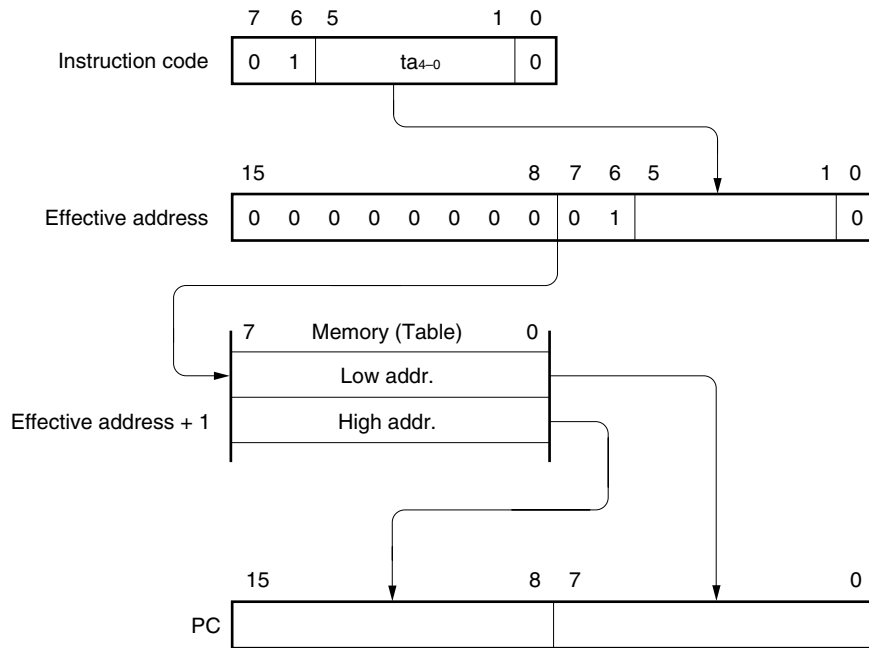 7 6 5 1 0
Instruction code 0 1 ta4–0 0
15 8 7 6 5 1 0
Effective address 0 0 0 0 0 0 0 0 0 1 0
7 Memory (Table) 0
Low addr.
Effective address + 1 High addr.
15 8 7 0
PC